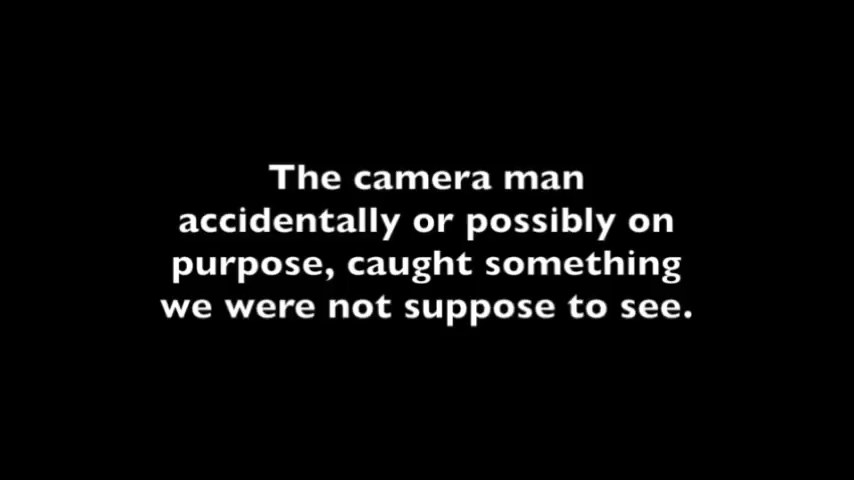 The camera man
accidentally or possibly on
purpose, caught something
we were not suppose to see.